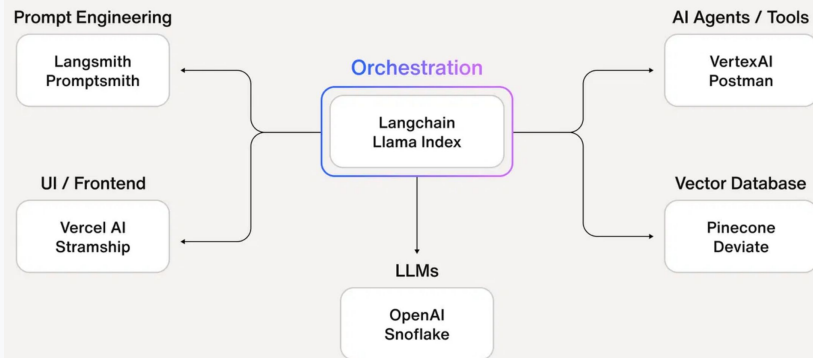 Prompt Engineering
Langsmith
Promptsmith
AI Agents / Tools
VertexAI
Postman
Orchestration
Langchain
Llama Index
UI / Frontend
Vercel AI
Stramship
Vector Database
Pinecone
Deviate
LLMs
OpenAI
Snoflake